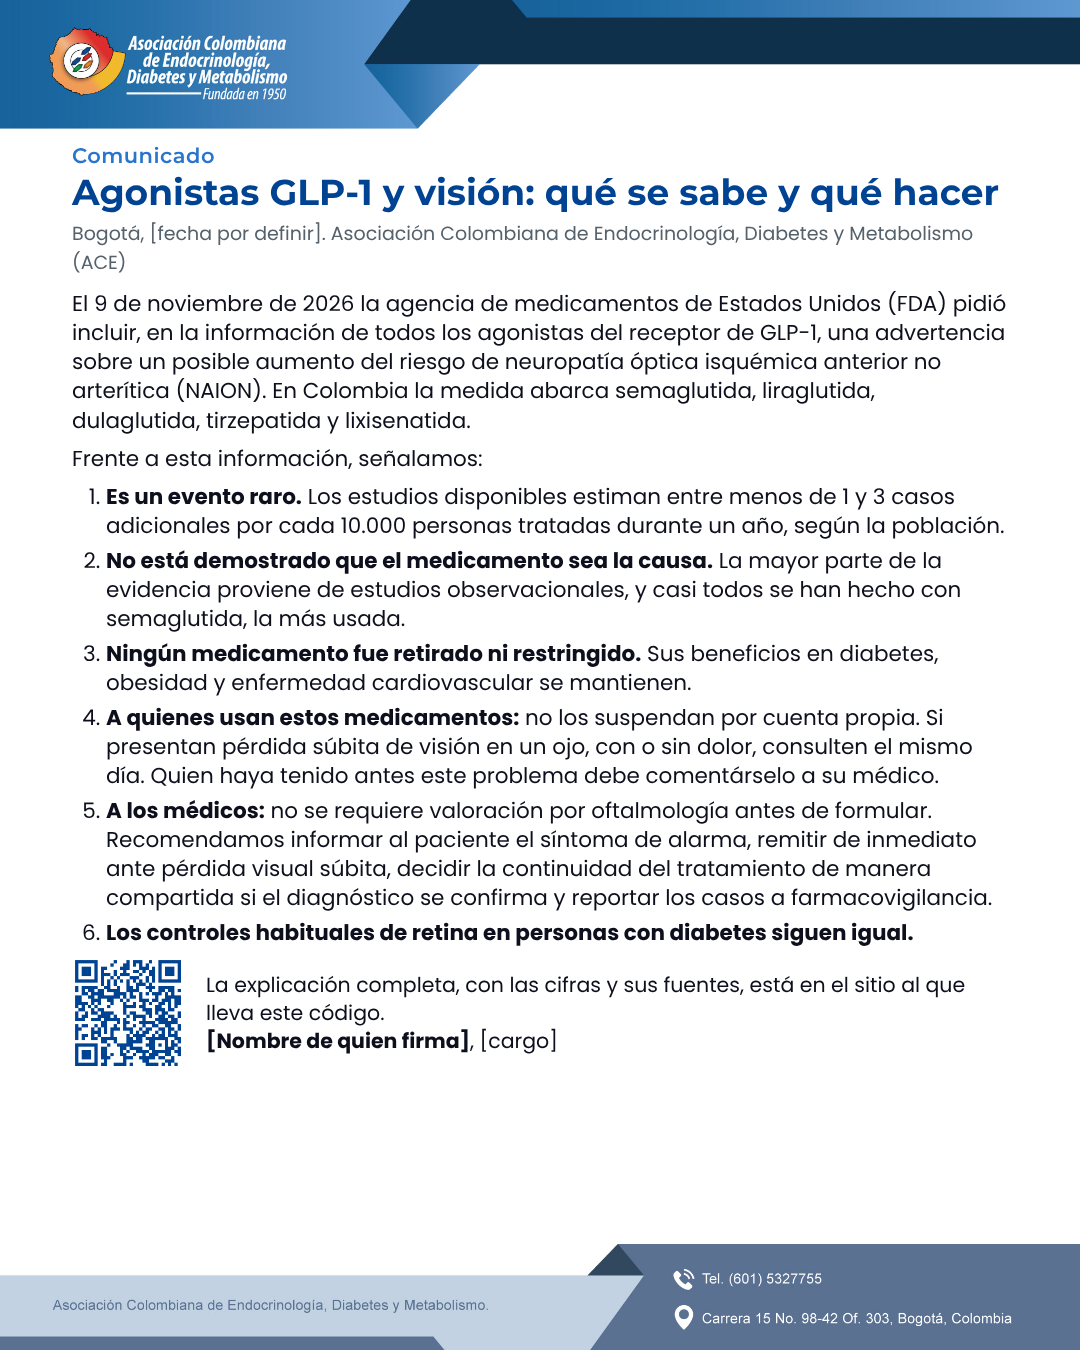 Asociación Colombiana
de Endocrinología,
Diabetes y Metabolismo
Fundada en 1950
Comunicado
Agonistas GLP-1 y visión: qué se sabe y qué hacer
Bogotá, [fecha por definir]. Asociación Colombiana de Endocrinología, Diabetes y Metabolismo
(ACE)
El 9 de noviembre de 2026 la agencia de medicamentos de Estados Unidos (FDA) pidió
incluir, en la información de todos los agonistas del receptor de GLP-1, una advertencia
sobre un posible aumento del riesgo de neuropatía óptica isquémica anterior no
arterítica (NAION). En Colombia la medida abarca semaglutida, liraglutida,
dulaglutida, tirzepatida y lixisenatida.
Frente a esta información, señalamos:
1. Es un evento raro. Los estudios disponibles estiman entre menos de 1 y 3 casos
adicionales por cada 10.000 personas tratadas durante un año, según la población.
2. No está demostrado que el medicamento sea la causa. La mayor parte de la
evidencia proviene de estudios observacionales, y casi todos se han hecho con
semaglutida, la más usada.
3. Ningún medicamento fue retirado ni restringido. Sus beneficios en diabetes,
obesidad y enfermedad cardiovascular se mantienen.
4. A quienes usan estos medicamentos: no los suspendan por cuenta propia. Si
presentan pérdida súbita de visión en un ojo, con o sin dolor, consulten el mismo
día. Quien haya tenido antes este problema debe comentárselo a su médico.
5. A los médicos: no se requiere valoración por oftalmología antes de formular.
Recomendamos informar al paciente el síntoma de alarma, remitir de inmediato
ante pérdida visual súbita, decidir la continuidad del tratamiento de manera
compartida si el diagnóstico se confirma y reportar los casos a farmacovigilancia.
6. Los controles habituales de retina en personas con diabetes siguen igual.
La explicación completa, con las cifras y sus fuentes, está en el sitio al que
lleva este código.
[Nombre de quien firma], [cargo]
Asociación Colombiana de Endocrinología, Diabetes y Metabolismo.
Tel. (601) 5327755
Carrera 15 No. 98-42 Of. 303, Bogotá, Colombia